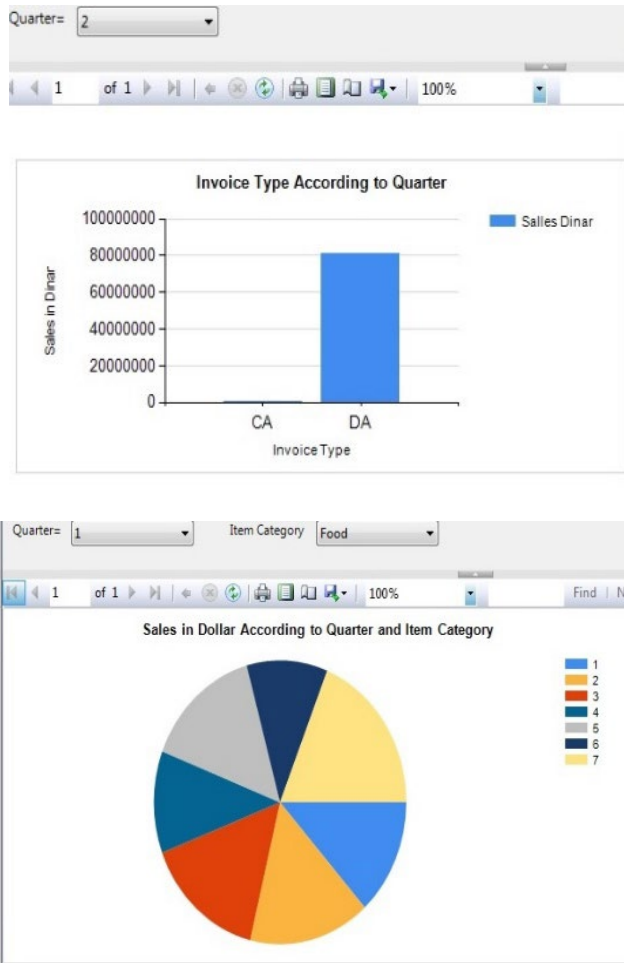 Quarter= 2
1 of 1 100%
Invoice Type According to Quarter
100000000
80000000
60000000
40000000
20000000
0
Sales in Dinar
CA DA
Invoice Type
Salles Dinar
Quarter= 1 Item Category Food
1 of 1 100% Find
Sales in Dollar According to Quarter and Item Category
1
2
3
4
5
6
7